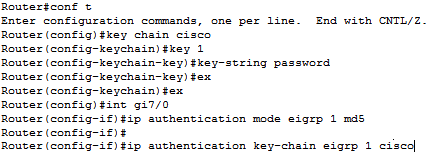 Router#conf t
Enter configuration commands, one per line.  End with CNTL/Z.
Router(config)#key chain cisco
Router(config-keychain)#key 1
Router(config-keychain-key)#key-string password
Router(config-keychain-key)#ex
Router(config-keychain)#ex
Router(config)#int gi7/0
Router(config-if)#ip authentication mode eigrp 1 md5
Router(config-if)#
Router(config-if)#ip authentication key-chain eigrp 1 cisco